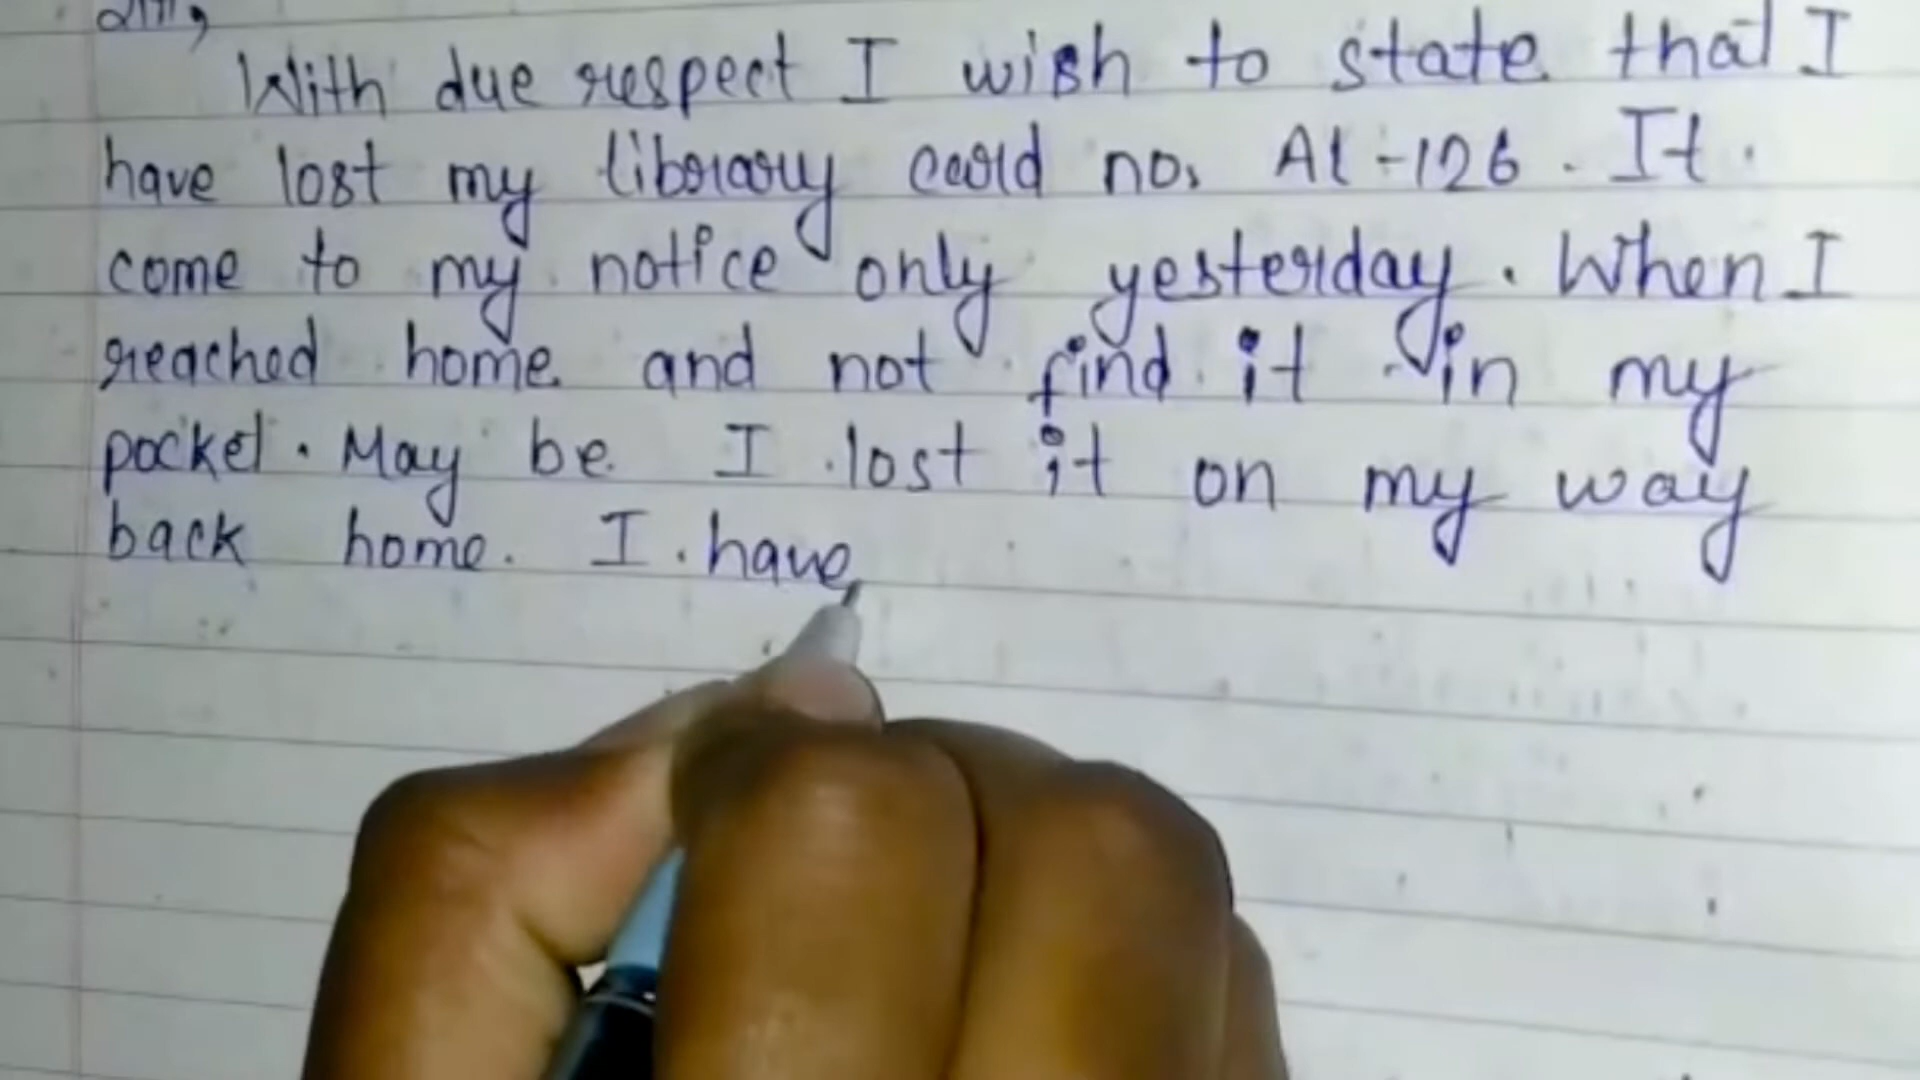 With due respect I wish to state that I
have lost my library card no. A1-126. It
come to my notice only yesterday. When I
reached home and not find it in my
pocket. May be I lost it on my way
back home. I have